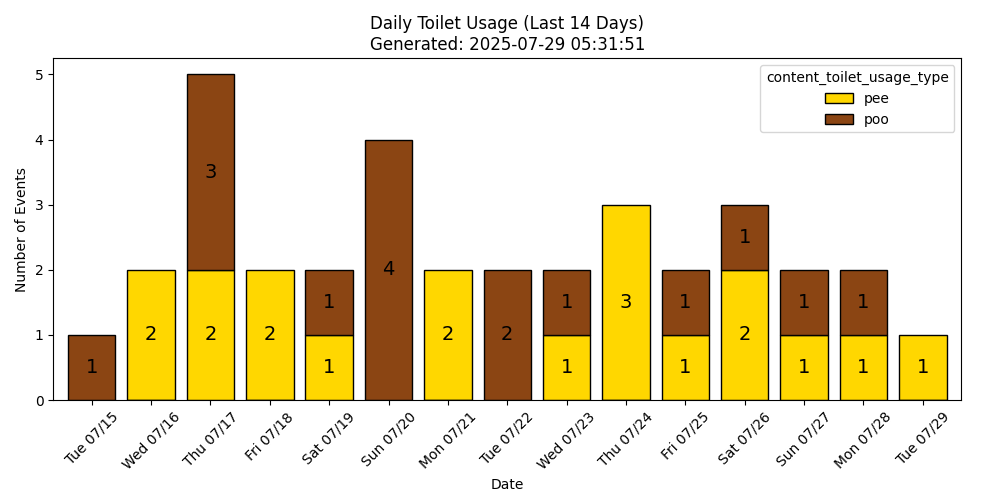 Daily Toilet Usage (Last 14 Days)
Generated: 2025-07-29 05:31:51
content_toilet_usage_type
pee
poo
Number of Events
5
4
3
2
1
0
1
2
2
3
2
1
1
4
2
2
1
1
3
1
1
2
1
1
1
1
1
1
Tue 07/15
Wed 07/16
Thu 07/17
Fri 07/18
Sat 07/19
Sun 07/20
Mon 07/21
Tue 07/22
Wed 07/23
Thu 07/24
Fri 07/25
Sat 07/26
Sun 07/27
Mon 07/28
Tue 07/29
Date